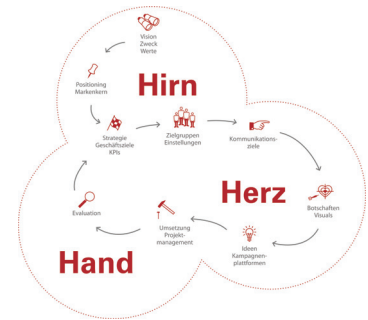 Vision
Zweck
Werte
Positioning
Markenkern
Hirn
Strategie
Geschäftsziele
KPIs
Zielgruppen
Einstellungen
Kommunikations-
ziele
Herz
Botschaften
Visuals
Ideen
Kampagnen-
plattformen
Umsetzung
Projekt-
management
Evaluation
Hand